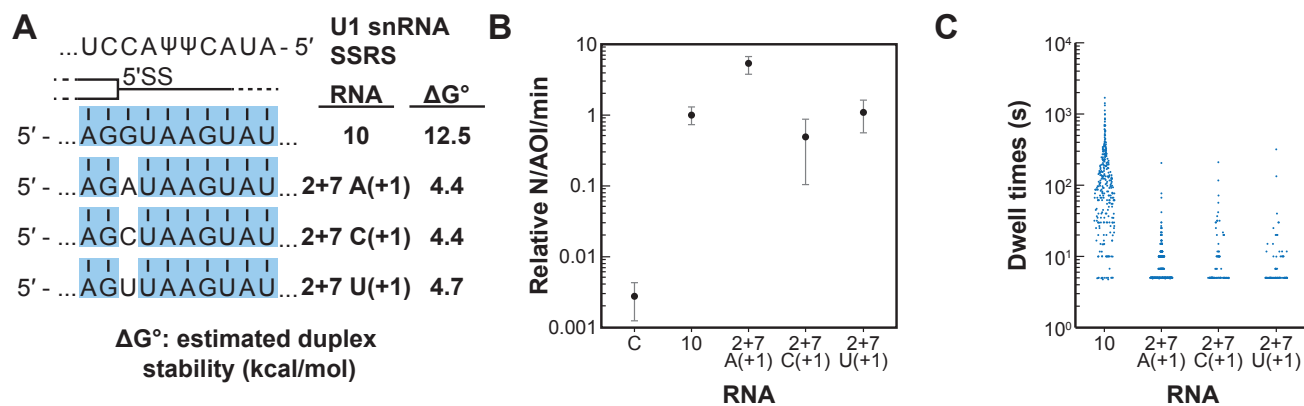 A
...UCCAΨΨCAUA- 5′
U1 snRNA
SSRS
5'SS
RNA ΔG°
5′ - ...AGGUAAGUAU... 10 12.5
5′ - ...AGAUAAGUAU... 2+7 A(+1) 4.4
5′ - ...AGCUAAGUAU... 2+7 C(+1) 4.4
5′ - ...AGUUAAGUAU... 2+7 U(+1) 4.7
ΔG°: estimated duplex
stability (kcal/mol)
B
Relative N/AOI/min
10
1
0.1
0.01
0.001
C 10 2+7 2+7 2+7
A(+1) C(+1) U(+1)
RNA
C
Dwell times (s)
10⁴
10³
10²
10¹
10⁰
10 2+7 2+7 2+7
A(+1) C(+1) U(+1)
RNA